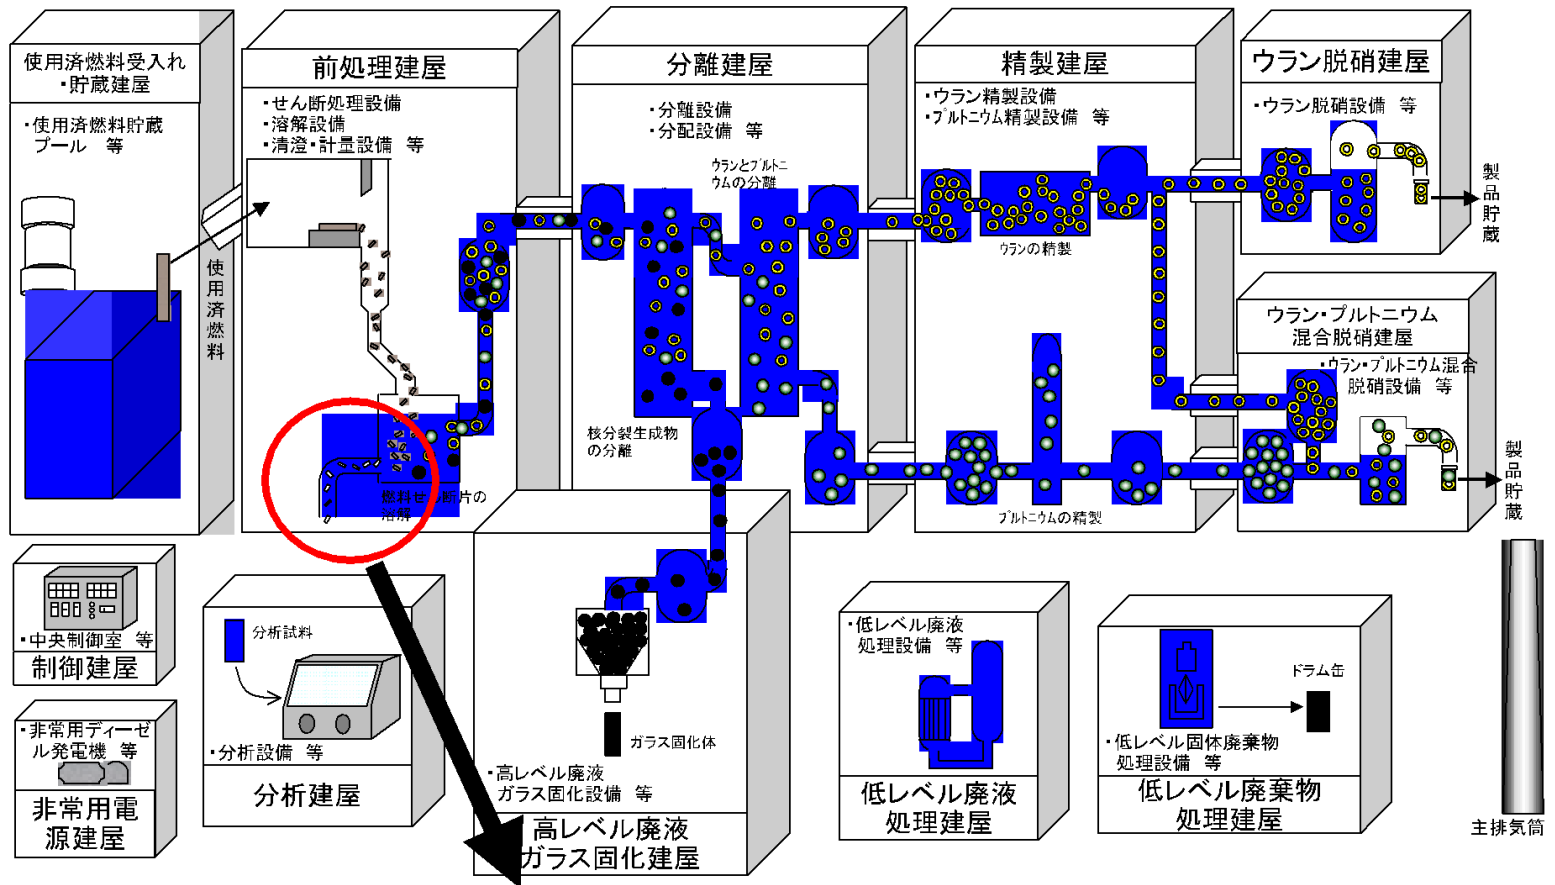 使用済燃料受入れ
・貯蔵建屋
・使用済燃料貯蔵
プール 等
使用済燃料
前処理建屋
・せん断処理設備
・溶解設備
・清澄・計量設備 等
燃料せん断片の
溶解
分離建屋
・分離設備
・分配設備 等
ウランとプルトニ
ウムの分離
核分裂生成物
の分離
精製建屋
・ウラン精製設備
・プルトニウム精製設備 等
ウランの精製
プルトニウムの精製
ウラン脱硝建屋
・ウラン脱硝設備 等
製品貯蔵
ウラン・プルトニウム
混合脱硝建屋
・ウラン・プルトニウム混合
脱硝設備 等
製品貯蔵
・中央制御室 等
制御建屋
・非常用ディーゼ
ル発電機 等
非常用電
源建屋
分析試料
・分析設備 等
分析建屋
ガラス固化体
・高レベル廃液
ガラス固化設備 等
高レベル廃液
ガラス固化建屋
・低レベル廃液
処理設備 等
低レベル廃液
処理建屋
ドラム缶
・低レベル固体廃棄物
処理設備 等
低レベル廃棄物
処理建屋
主排気筒